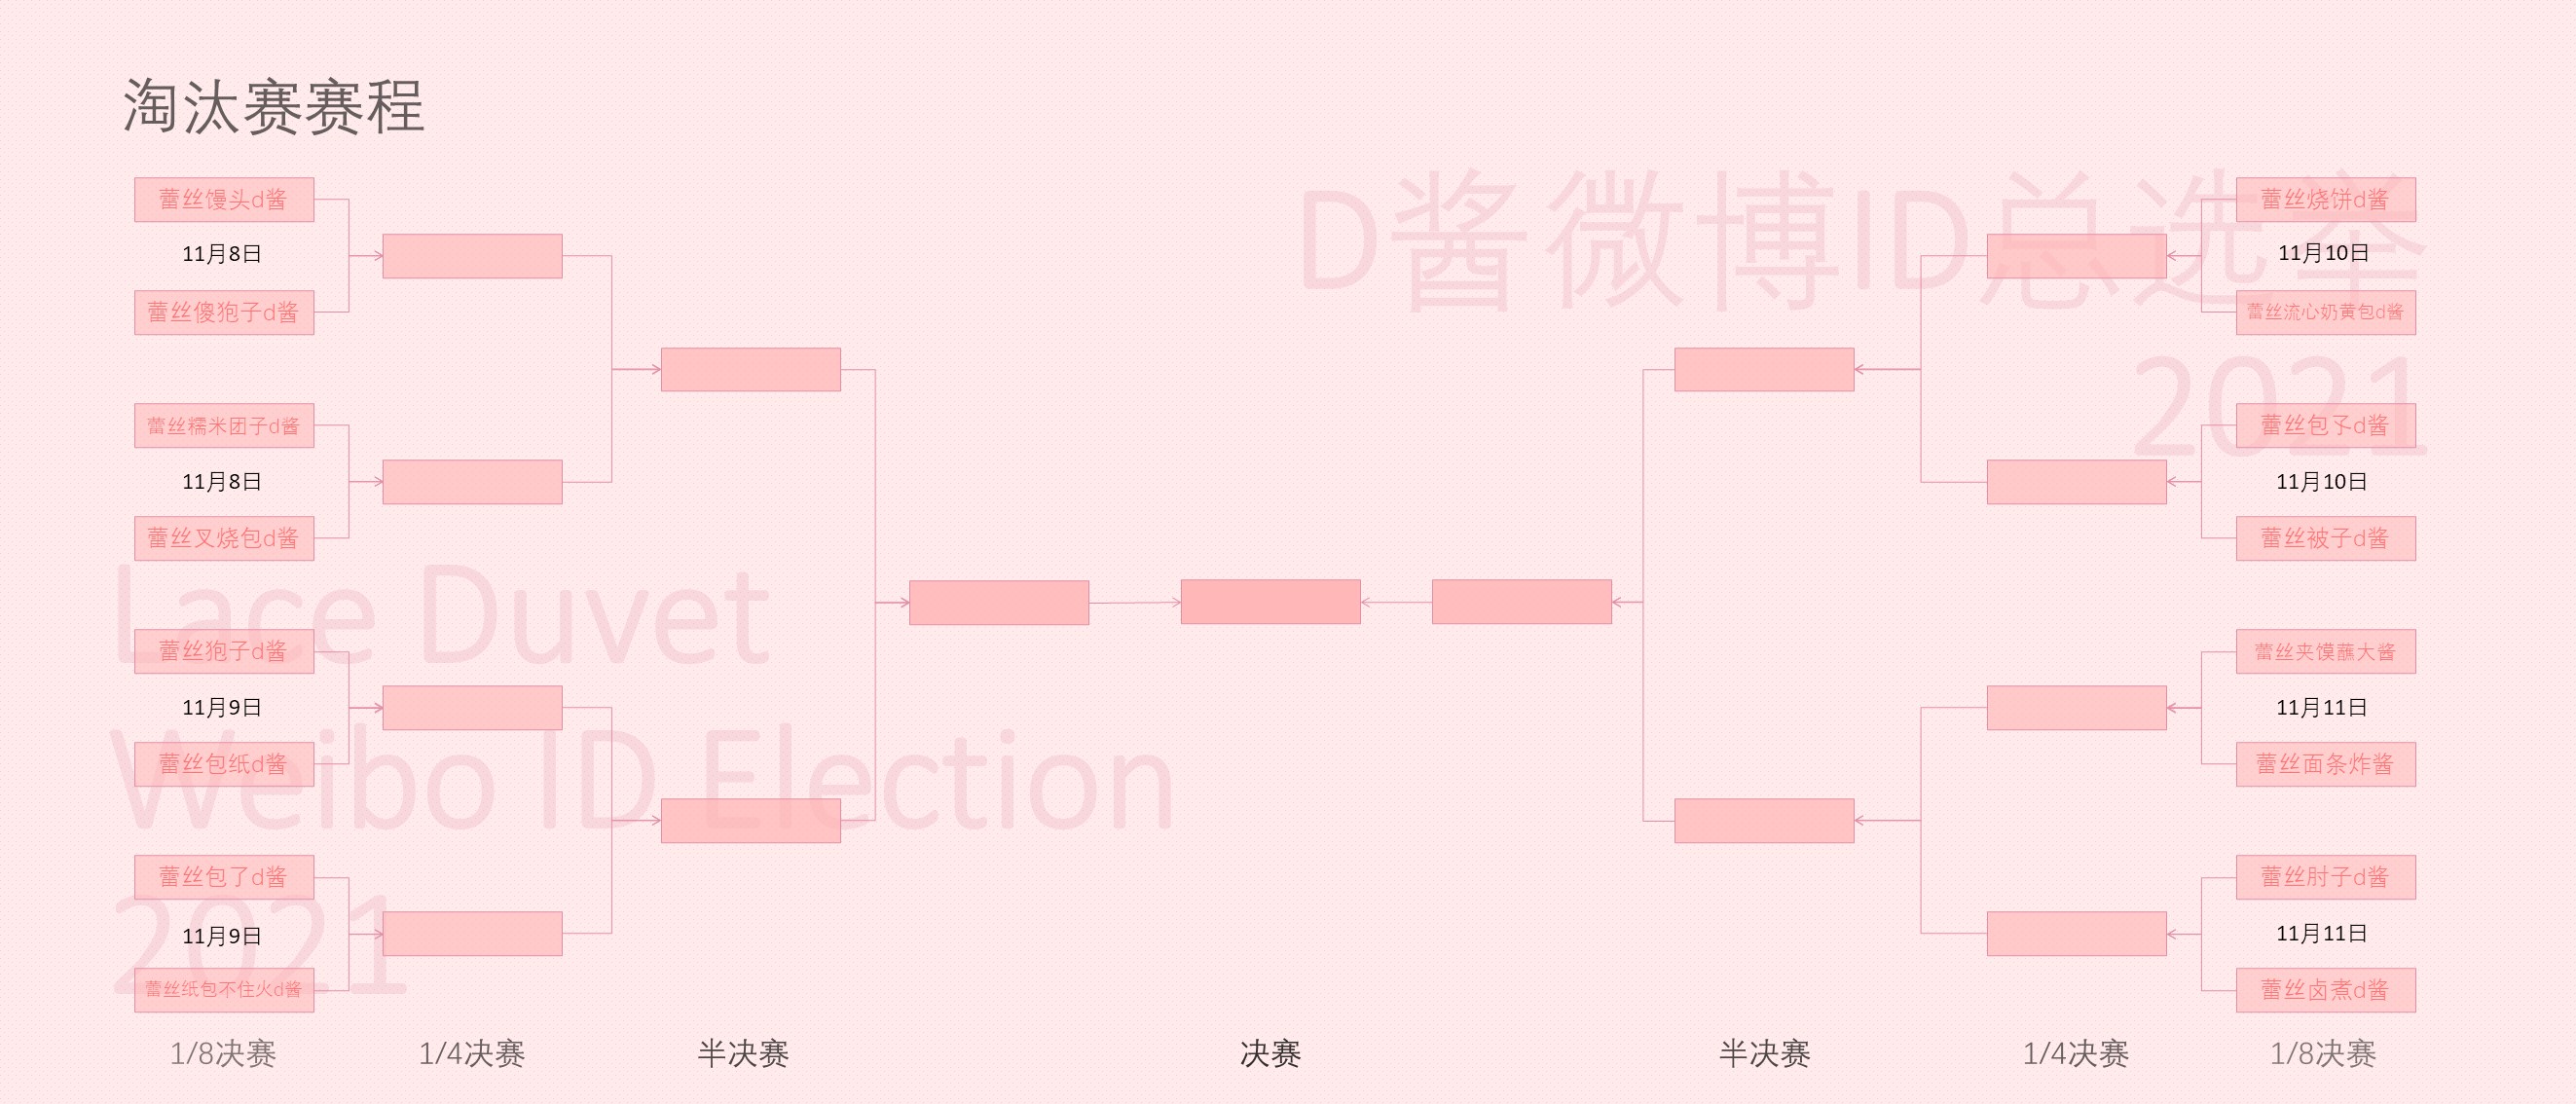 淘汰赛赛程
D酱微博ID总选举
2021
Lace Duvet
Weibo ID Election
2021
蕾丝馒头d酱
11月8日
蕾丝傻狍子d酱
蕾丝糯米团子d酱
11月8日
蕾丝叉烧包d酱
蕾丝狍子d酱
11月9日
蕾丝包纸d酱
蕾丝包了d酱
11月9日
蕾丝纸包不住火d酱
蕾丝烧饼d酱
11月10日
蕾丝流心奶黄包d酱
蕾丝包孓d酱
11月10日
蕾丝被子d酱
蕾丝夹馍蘸大酱
11月11日
蕾丝面条炸酱
蕾丝肘子d酱
11月11日
蕾丝卤煮d酱
1/8决赛
1/4决赛
半决赛
决赛
半决赛
1/4决赛
1/8决赛